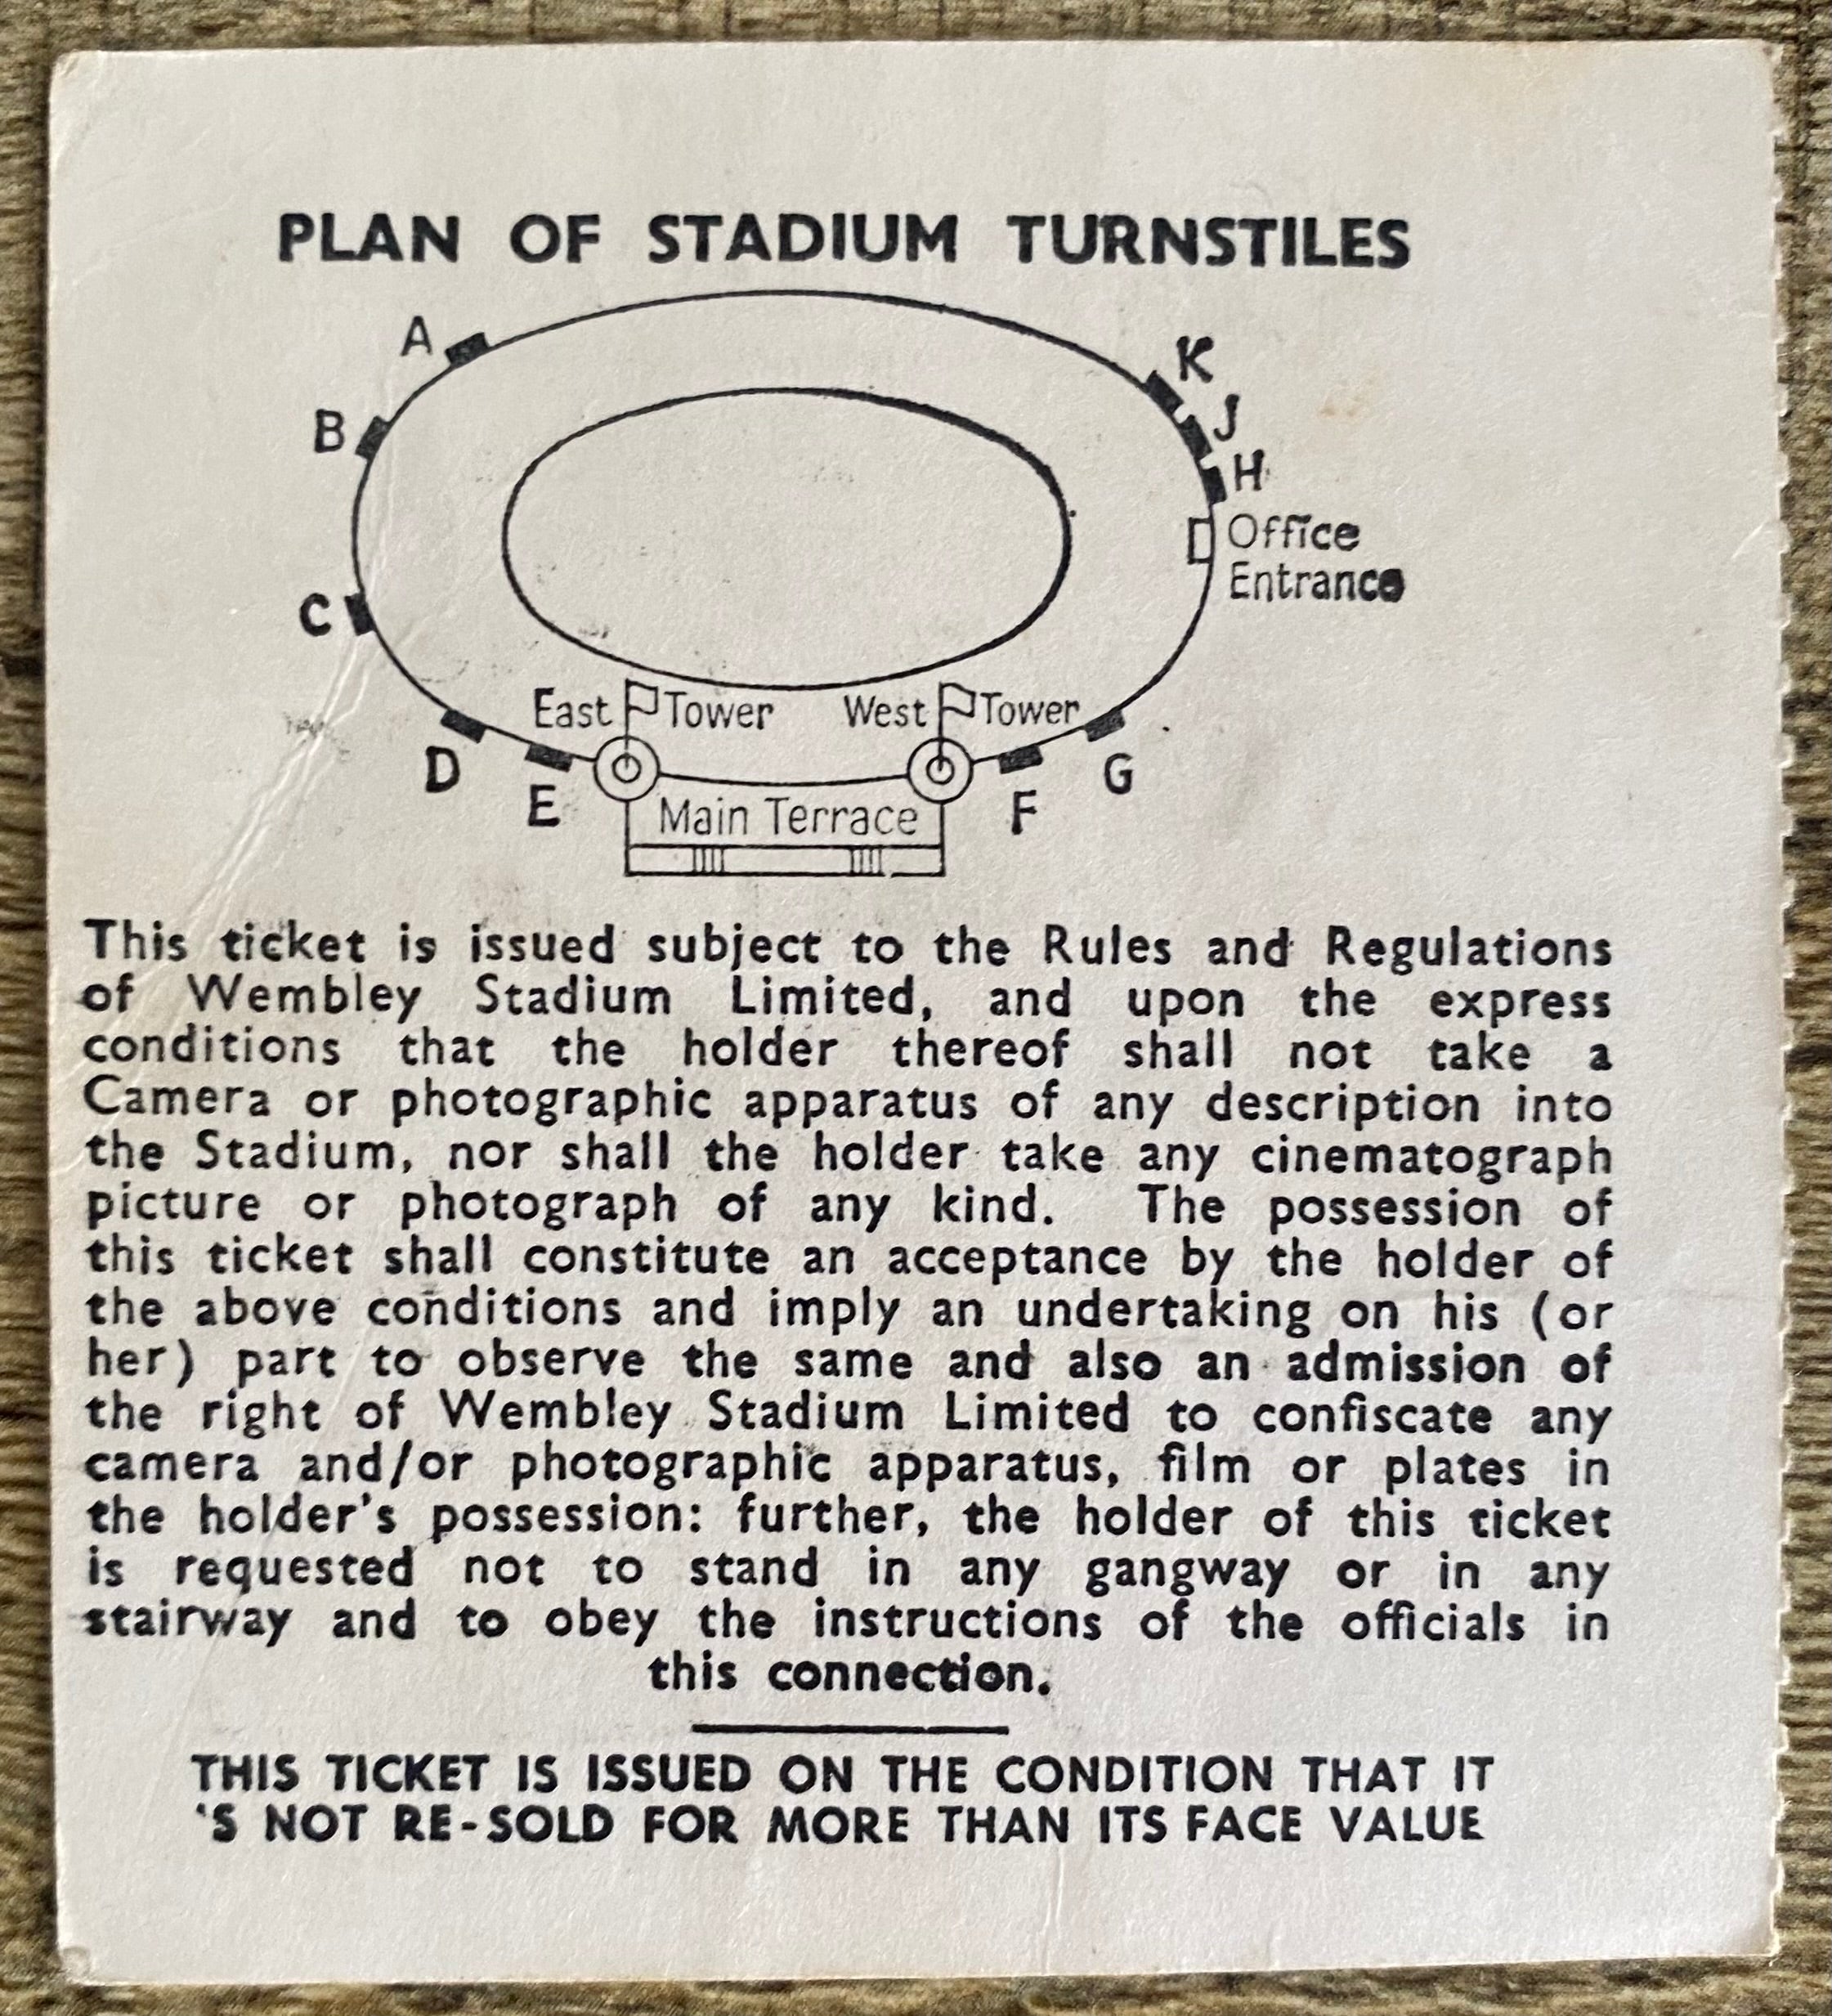 PLAN OF STADIUM TURNSTILES
A
K
B
J
H
Office
Entrance
C
East Tower West Tower
D
G
E
Main Terrace
F
This ticket is issued subject to the Rules and Regulations
of Wembley Stadium Limited, and upon the express
conditions that the holder thereof shall not take a
Camera or photographic apparatus of any description into
the Stadium, nor shall the holder take any cinematograph
picture or photograph of any kind. The possession of
this ticket shall constitute an acceptance by the holder of
the above conditions and imply an undertaking on his (or
her) part to observe the same and also an admission of
the right of Wembley Stadium Limited to confiscate any
camera and/or photographic apparatus, film or plates in
the holder's possession: further, the holder of this ticket
is requested not to stand in any gangway or in any
stairway and to obey the instructions of the officials in
this connection.
THIS TICKET IS ISSUED ON THE CONDITION THAT IT
'S NOT RE-SOLD FOR MORE THAN ITS FACE VALUE